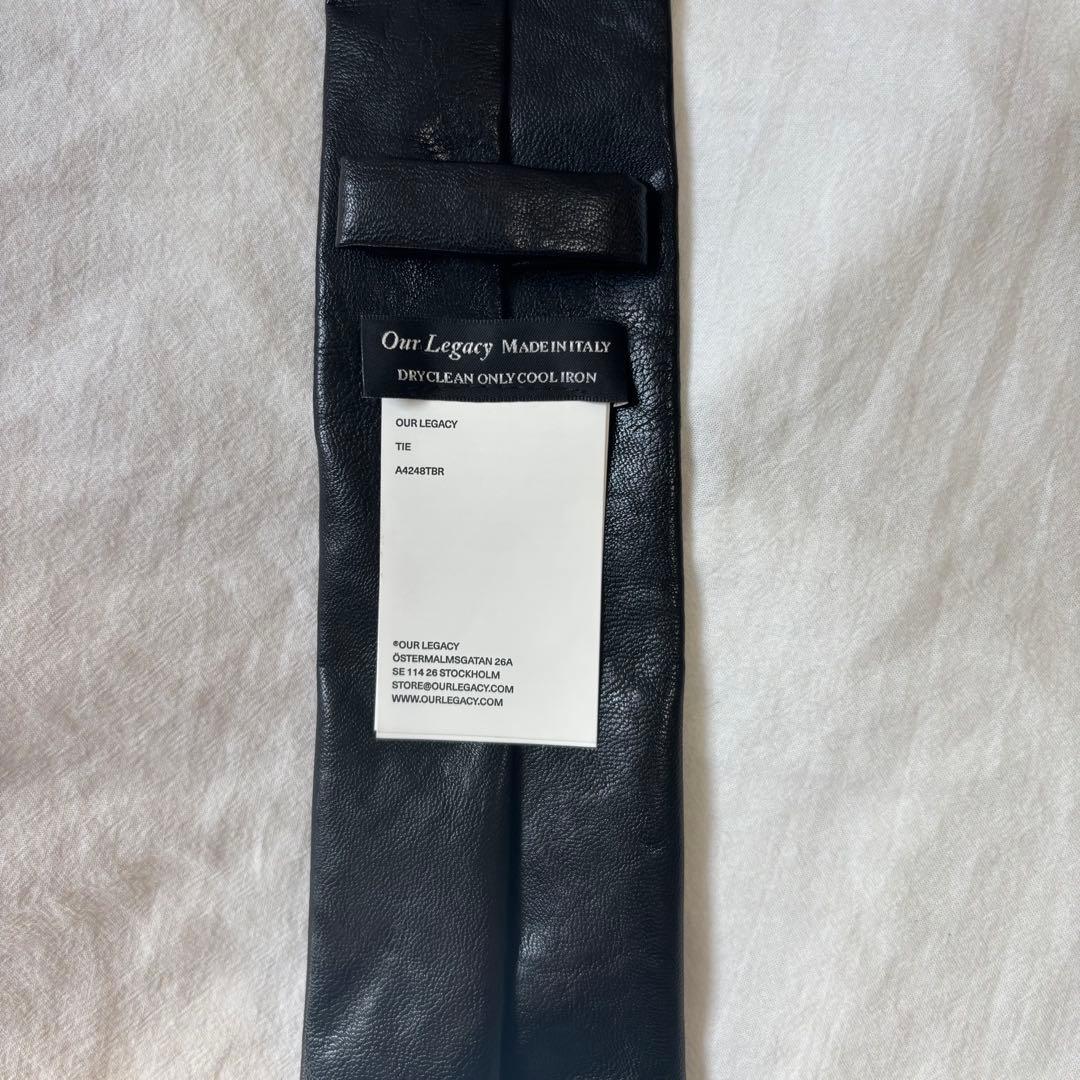 Our Legacy MADE IN ITALY
DRYCLEAN ONLY COOL IRON
OUR LEGACY
TIE
A4248TBR
®OUR LEGACY
ÖSTERMALMSGATAN 26A
SE 114 26 STOCKHOLM
STORE@OURLEGACY.COM
WWW.OURLEGACY.COM